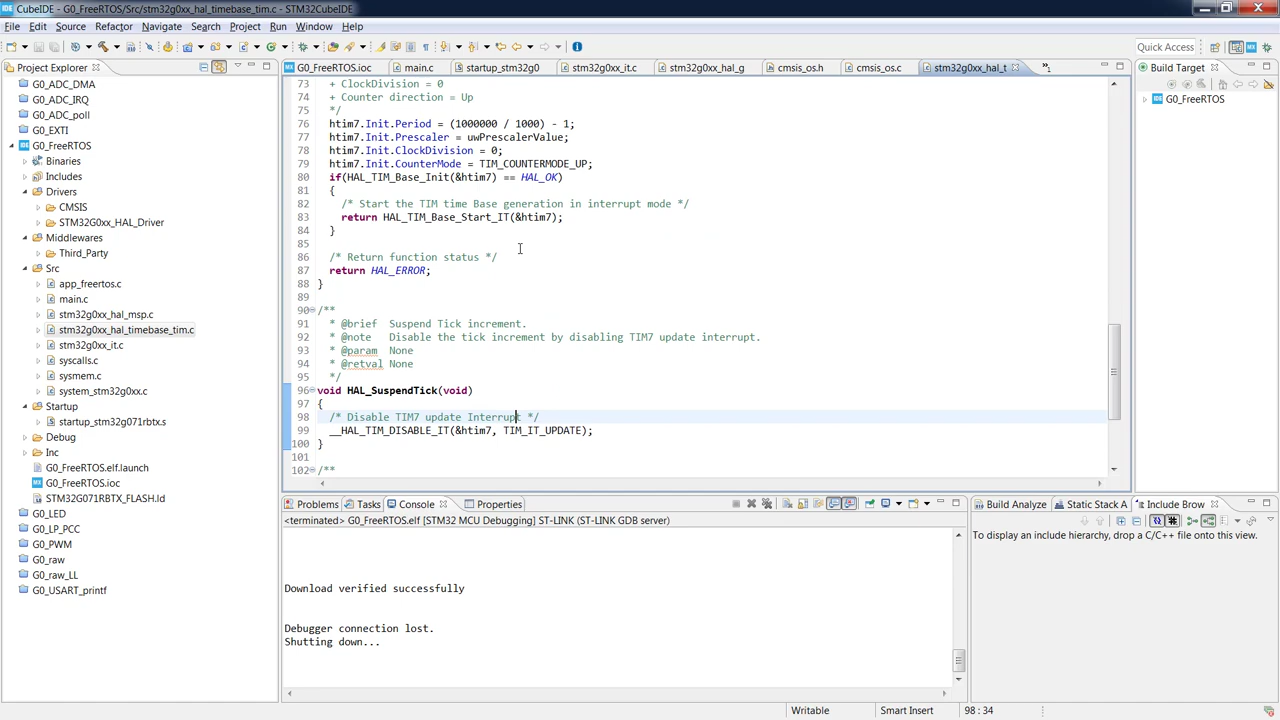 IDE CubeIDE - G0_FreeRTOS/Src/stm32g0xx_hal_timebase_tim.c - STM32CubeIDE
File Edit Source Refactor Navigate Search Project Run Window Help
Quick Access
Project Explorer
G0_FreeRTOS.ioc main.c startup_stm32g0 stm32g0xx_it.c stm32g0xx_hal_g cmsis_os.h cmsis_os.c stm32g0xx_hal_t »1
Build Target
G0_ADC_DMA
G0_ADC_IRQ
G0_ADC_poll
G0_EXTI
G0_FreeRTOS
Binaries
Includes
Drivers
CMSIS
STM32G0xx_HAL_Driver
Middlewares
Third_Party
Src
app_freertos.c
main.c
stm32g0xx_hal_msp.c
stm32g0xx_hal_timebase_tim.c
stm32g0xx_it.c
syscalls.c
sysmem.c
system_stm32g0xx.c
Startup
startup_stm32g071rbtx.s
Debug
Inc
G0_FreeRTOS.elf.launch
G0_FreeRTOS.ioc
STM32G071RBTX_FLASH.ld
G0_LED
G0_LP_PCC
G0_PWM
G0_raw
G0_raw_LL
G0_USART_printf
73 + ClockDivision = 0
74 + Counter direction = Up
75 */
76 htim7.Init.Period = (1000000 / 1000) - 1;
77 htim7.Init.Prescaler = uwPrescalerValue;
78 htim7.Init.ClockDivision = 0;
79 htim7.Init.CounterMode = TIM_COUNTERMODE_UP;
80 if(HAL_TIM_Base_Init(&htim7) == HAL_OK)
81 {
82 /* Start the TIM time Base generation in interrupt mode */
83 return HAL_TIM_Base_Start_IT(&htim7);
84 }
85
86 /* Return function status */
87 return HAL_ERROR;
88 }
89
90 /**
91 * @brief Suspend Tick increment.
92 * @note Disable the tick increment by disabling TIM7 update interrupt.
93 * @param None
94 * @retval None
95 */
96 void HAL_SuspendTick(void)
97 {
98 /* Disable TIM7 update Interrupt */
99 __HAL_TIM_DISABLE_IT(&htim7, TIM_IT_UPDATE);
100 }
101
102 /**
G0_FreeRTOS
Problems Tasks Console Properties
<terminated> G0_FreeRTOS.elf [STM32 MCU Debugging] ST-LINK (ST-LINK GDB server)
Download verified successfully
Debugger connection lost.
Shutting down...
Build Analyze Static Stack A Include Brow
To display an include hierarchy, drop a C/C++ file onto this view.
Writable Smart Insert 98 : 34